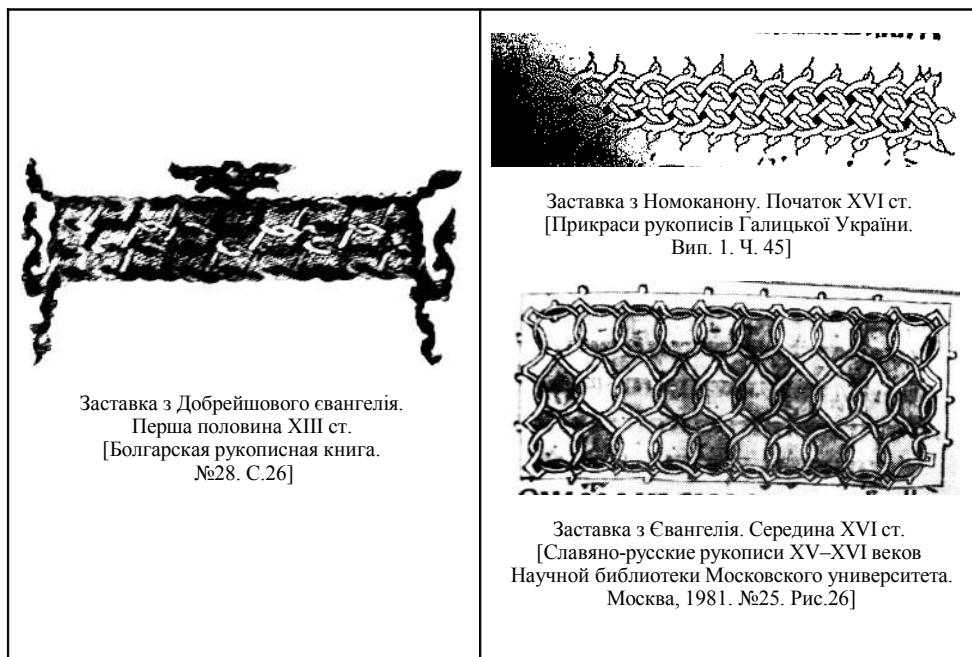 Заставка з Добрейшового євангелія.
Перша половина XIII ст.
[Болгарская рукописная книга.
№28. С.26]
Заставка з Номоканону. Початок XVI ст.
[Прикраси рукописів Галицької України.
Вип. 1. Ч. 45]
Заставка з Євангелія. Середина XVI ст.
[Славяно-русские рукописи XV–XVI веков
Научной библиотеки Московского университета.
Москва, 1981. №25. Рис.26]